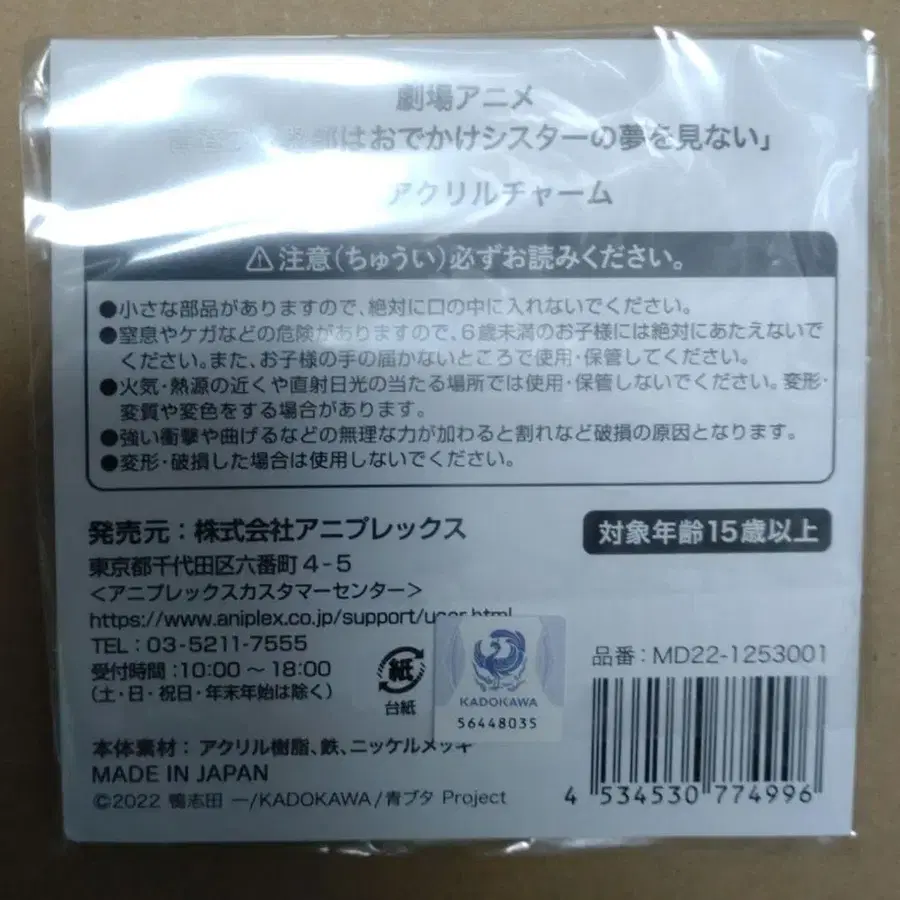 劇場アニメ
はおでかけシスターの夢を見ない」
アクリルチャーム
⚠注意(ちゅうい)必ずお読みください。
●小さな部品がありますので、絶対に口の中に入れないでください。
●窒息やケガなどの危険がありますので、6歳未満のお子様には絶対にあたえないで
ください。また、お子様の手の届かないところで使用・保管してください。
●火気・熱源の近くや直射日光の当たる場所では使用・保管しないでください。変形・
変質や変色をする場合があります。
●強い衝撃や曲げるなどの無理な力が加わると割れなど破損の原因となります。
●変形・破損した場合は使用しないでください。
発売元：株式会社アニプレックス
対象年齢15歳以上
東京都千代田区六番町4-5
＜アニプレックスカスタマーセンター＞
https://www.aniplex.co.jp/support/user.html
TEL：03-5211-7555
受付時間：10:00～18:00
(土・日・祝日・年末年始は除く)
紙
台紙
KADOKAWA
56448035
品番：MD22-1253001
本体素材：アクリル樹脂、鉄、ニッケルメッキ
MADE IN JAPAN
©2022 鴨志田 一/KADOKAWA/青ブタ Project
4 534530 774996